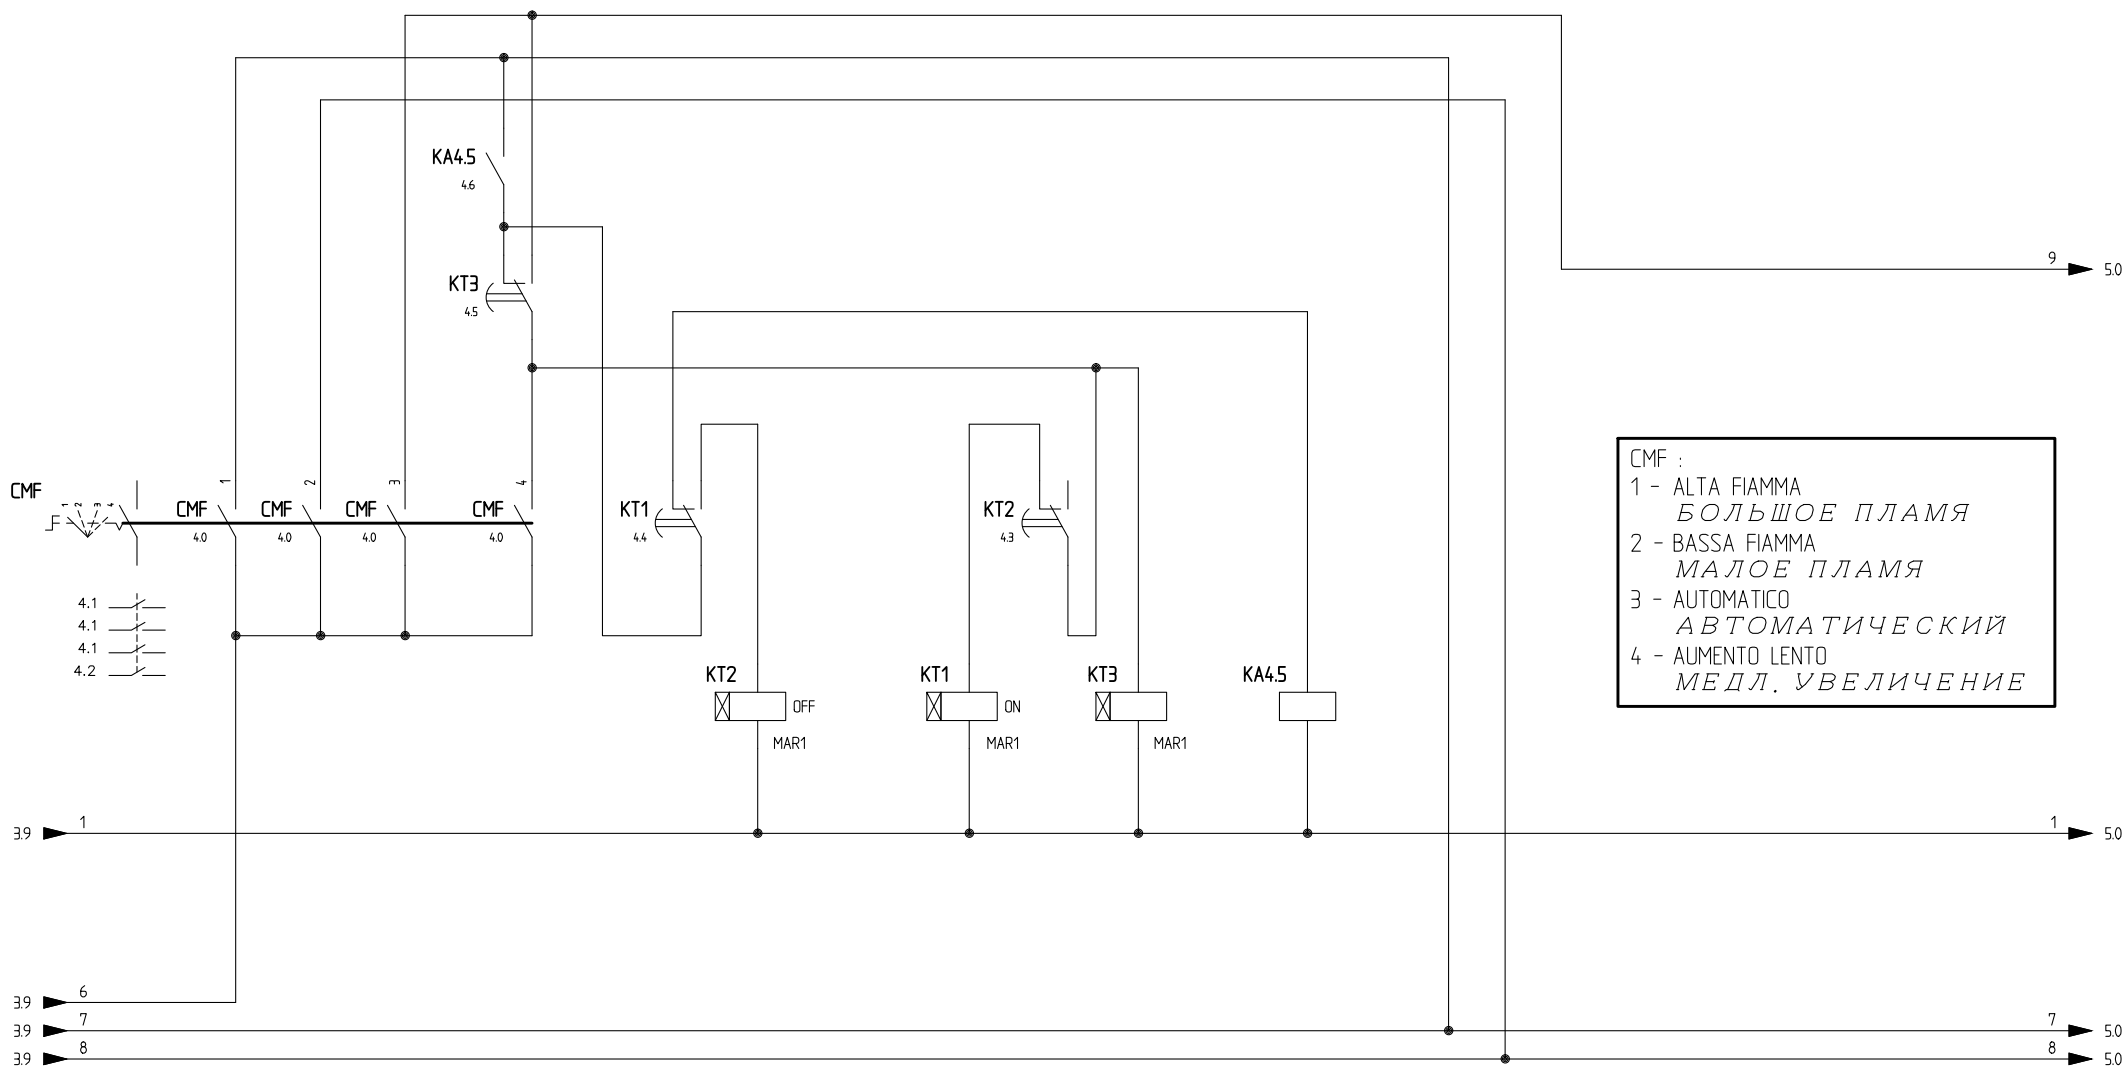 9
5.0
KA4.5
4.6
KT3
4.5
CMF
1 2 3 4
CMF
4.0
1
CMF
4.0
2
CMF
4.0
3
CMF
4.0
4
KT1
4.4
KT2
4.3
4.1
4.1
4.1
4.2
KT2
OFF
MAR1
KT1
ON
MAR1
KT3
MAR1
KA4.5
CMF :
1 - ALTA FIAMMA
БОЛЬШОЕ ПЛАМЯ
2 - BASSA FIAMMA
МАЛОЕ ПЛАМЯ
3 - AUTOMATICO
АВТОМАТИЧЕСКИЙ
4 - AUMENTO LENTO
МЕДЛ. УВЕЛИЧЕНИЕ
3.9 1 1 5.0
3.9 6
3.9 7 7 5.0
3.9 8 8 5.0